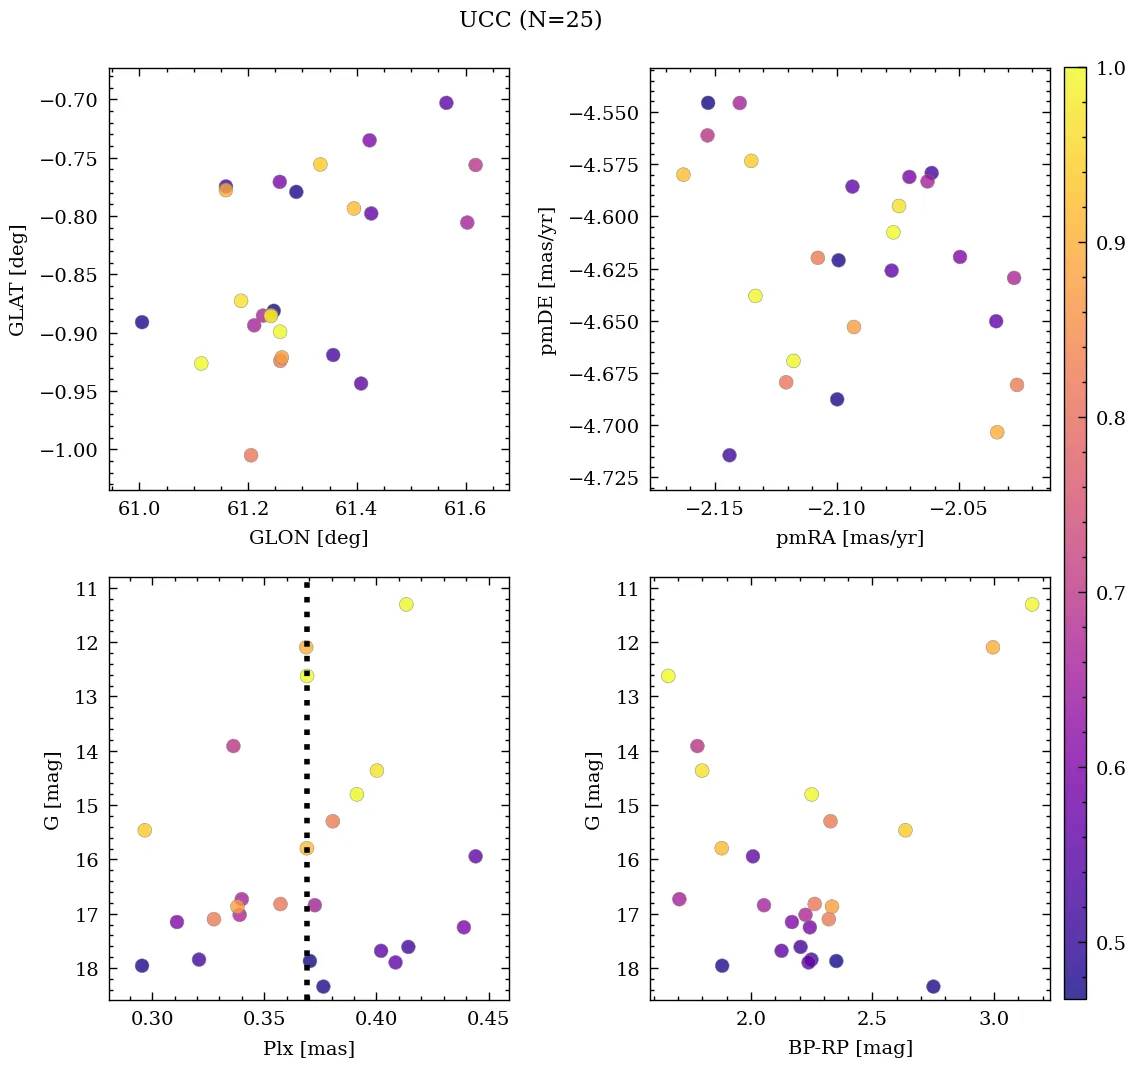 UCC (N=25)
−0.70
−0.75
−0.80
−0.85
−0.90
−0.95
−1.00
GLAT [deg]
61.0 61.2 61.4 61.6
GLON [deg]
−4.550
−4.575
−4.600
−4.625
−4.650
−4.675
−4.700
−4.725
pmDE [mas/yr]
−2.15 −2.10 −2.05
pmRA [mas/yr]
11
12
13
14
15
16
17
18
G [mag]
0.30 0.35 0.40 0.45
Plx [mas]
11
12
13
14
15
16
17
18
G [mag]
2.0 2.5 3.0
BP-RP [mag]
1.0
0.9
0.8
0.7
0.6
0.5